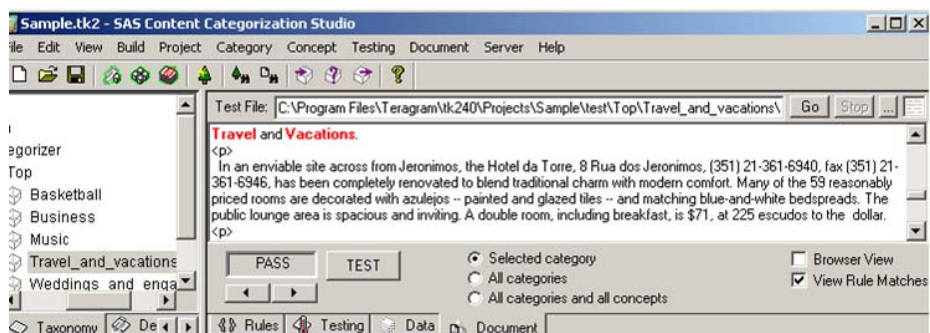 Sample.tk2 - SAS Content Categorization Studio
ile Edit View Build Project Category Concept Testing Document Server Help
Test File: C:\Program Files\Teragram\tk240\Projects\Sample\test\Top\Travel_and_vacations\ Go Stop ...
Travel and Vacations.
<p>
In an enviable site across from Jeronimos, the Hotel da Torre, 8 Rua dos Jeronimos, (351) 21-361-6940, fax (351) 21-
361-6946, has been completely renovated to blend traditional charm with modern comfort. Many of the 59 reasonably
priced rooms are decorated with azulejos -- painted and glazed tiles -- and matching blue-and-white bedspreads. The
public lounge area is spacious and inviting. A double room, including breakfast, is $71, at 225 escudos to the dollar.
<p>
egorizer
Top
Basketball
Business
Music
Travel_and_vacations
Weddings and enga
PASS TEST
Selected category
All categories
All categories and all concepts
Browser View
View Rule Matches
Taxonomy De
Rules Testing Data Document